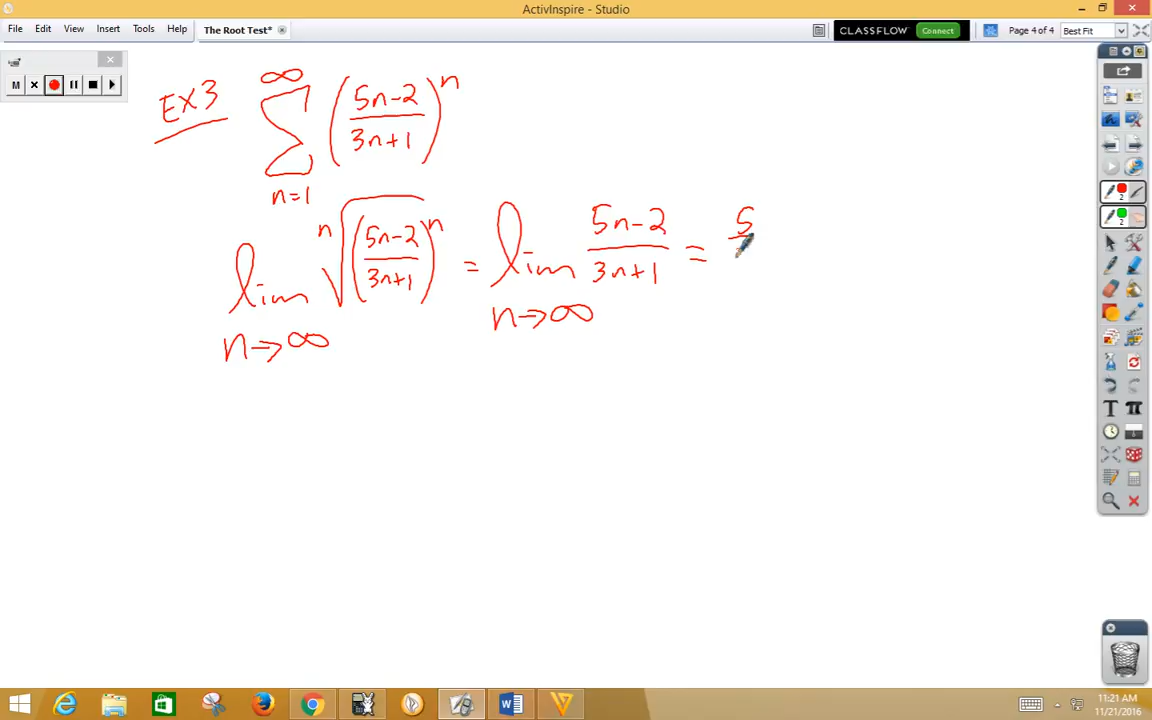 ActivInspire - Studio
File Edit View Insert Tools Help The Root Test* CLASSFLOW Connect Page 4 of 4 Best Fit
M
EX3 ∞ ∑ n=1 ((5n-2)/(3n+1))^n
lim n→∞ n√((5n-2)/(3n+1))^n = lim n→∞ (5n-2)/(3n+1) = 5
2
2
T π
11:21 AM
11/21/2016